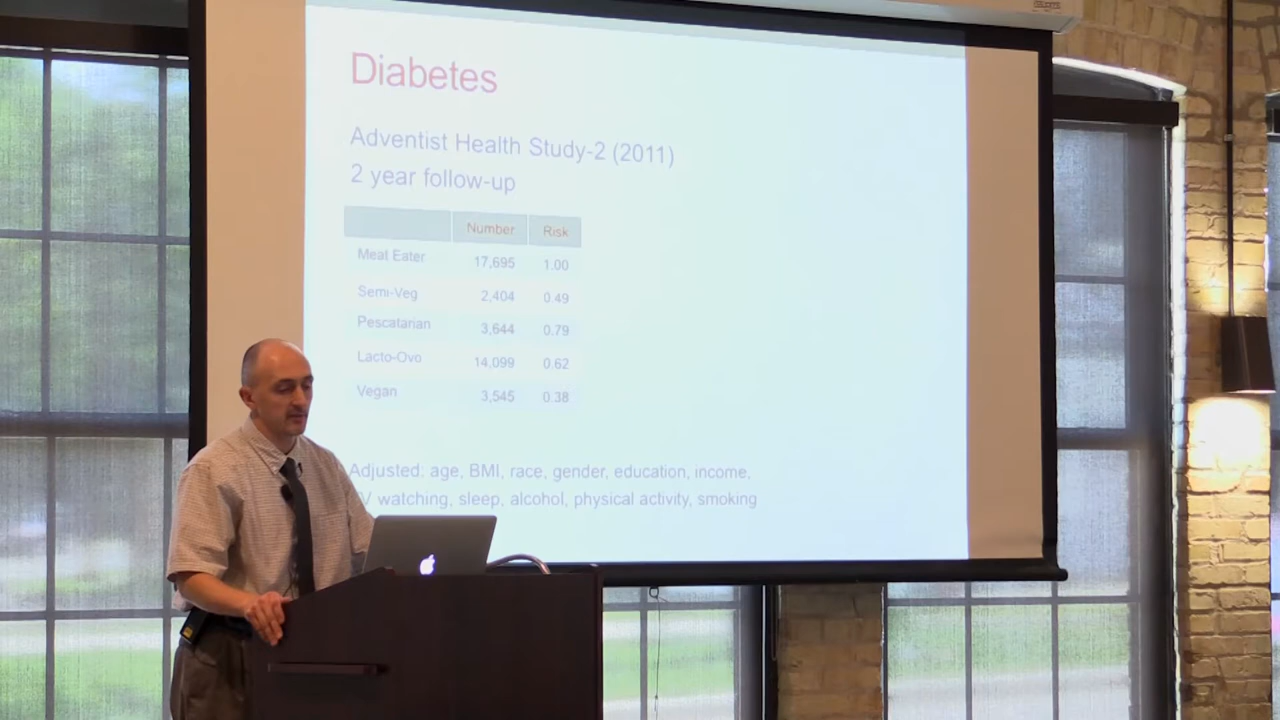 Diabetes
Adventist Health Study-2 (2011)
2 year follow-up
Number Risk
Meat Eater 17,695 1.00
Semi-Veg 2,404 0.49
Pescatarian 3,644 0.79
Lacto-Ovo 14,099 0.62
Vegan 3,545 0.38
Adjusted: age, BMI, race, gender, education, income,
watching, sleep, alcohol, physical activity, smoking